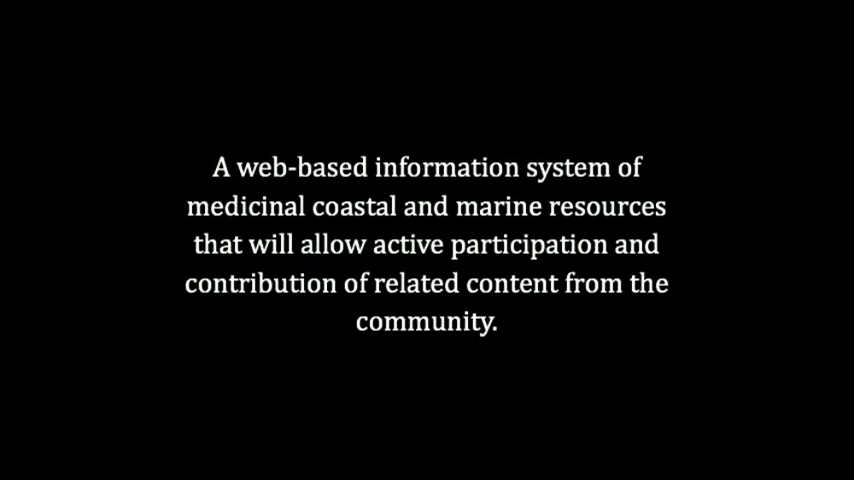 A web-based information system of
medicinal coastal and marine resources
that will allow active participation and
contribution of related content from the
community.